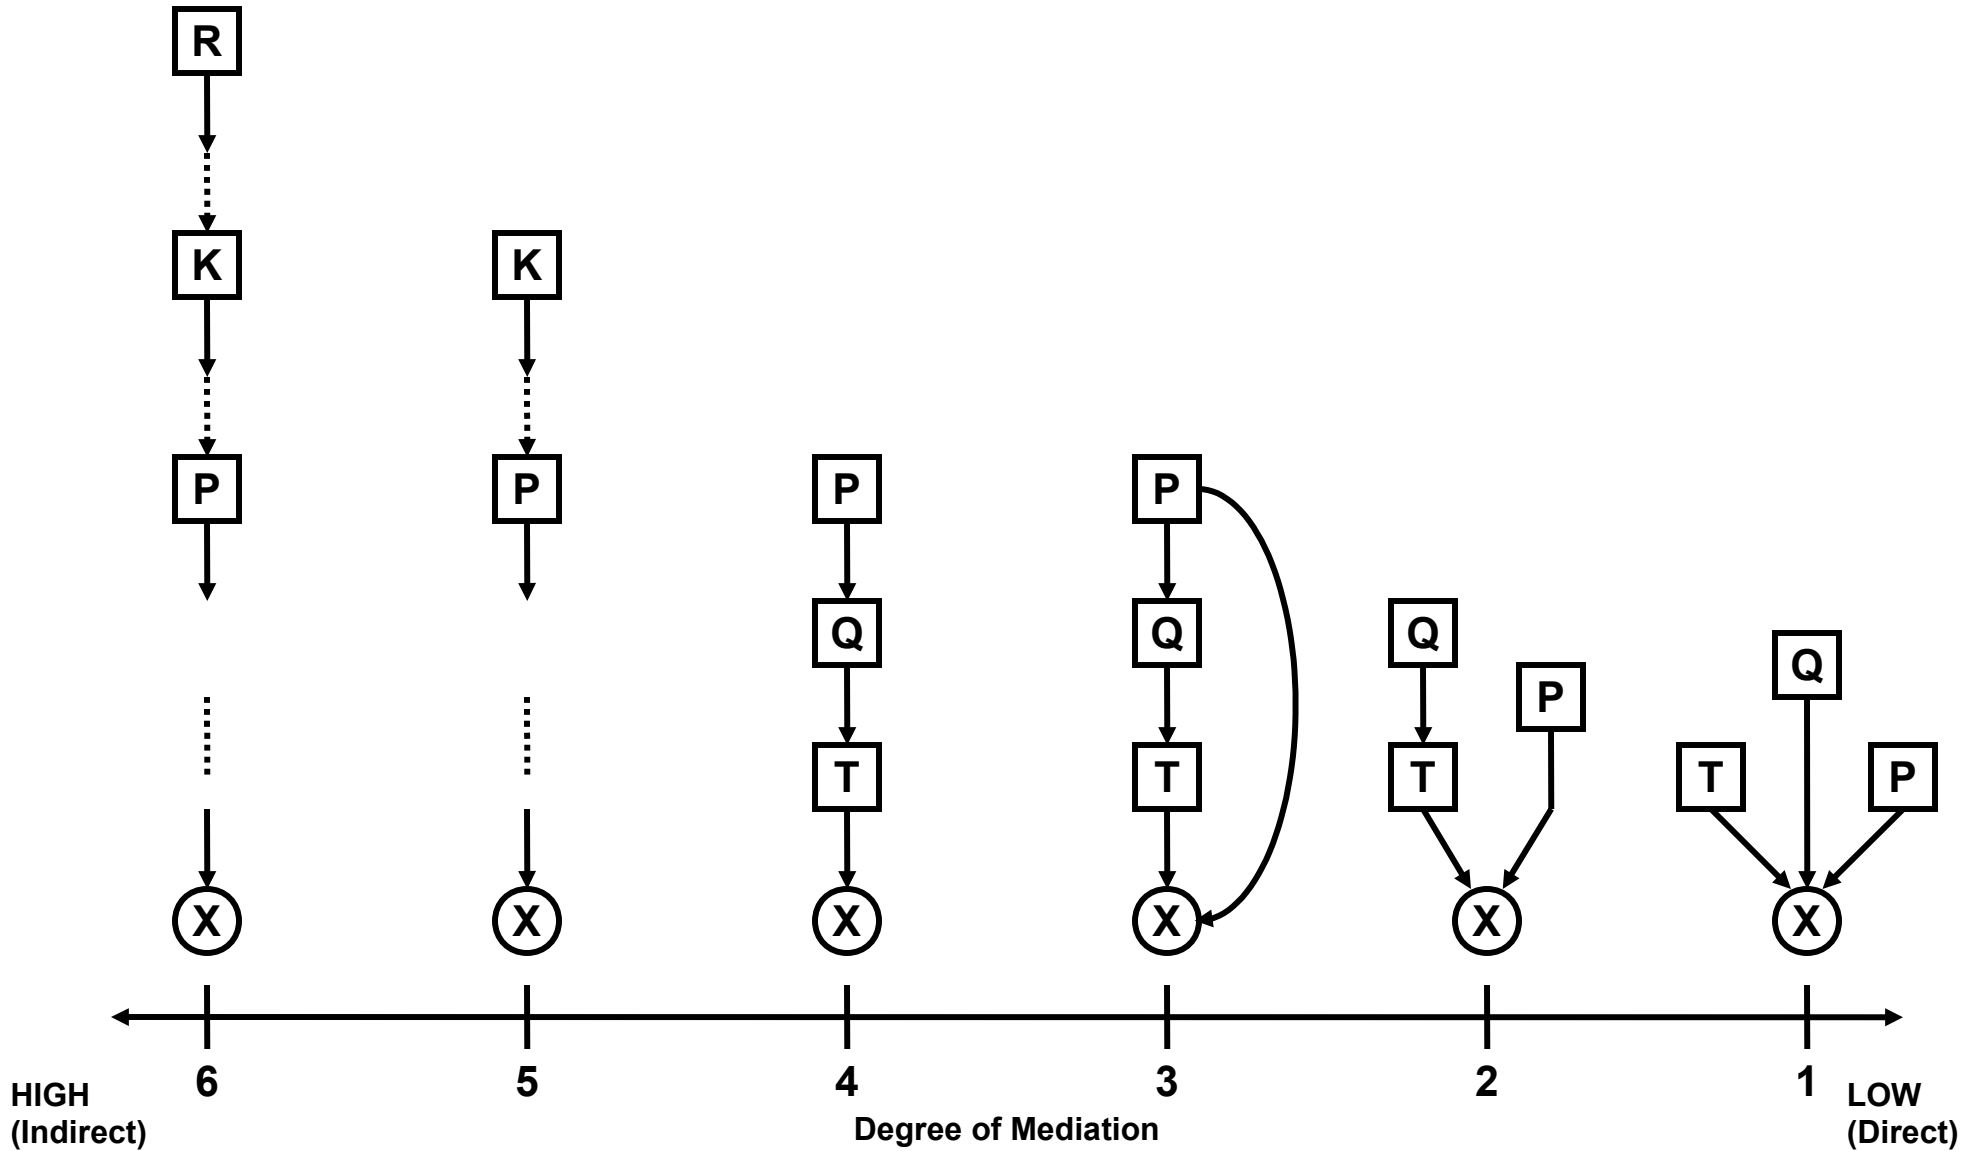 R
K
K
P
P
P
P
Q
Q
Q
Q
P
T
T
T
T
P
X
X
X
X
X
X
6
5
4
3
2
1
HIGH
(Indirect)
Degree of Mediation
LOW
(Direct)